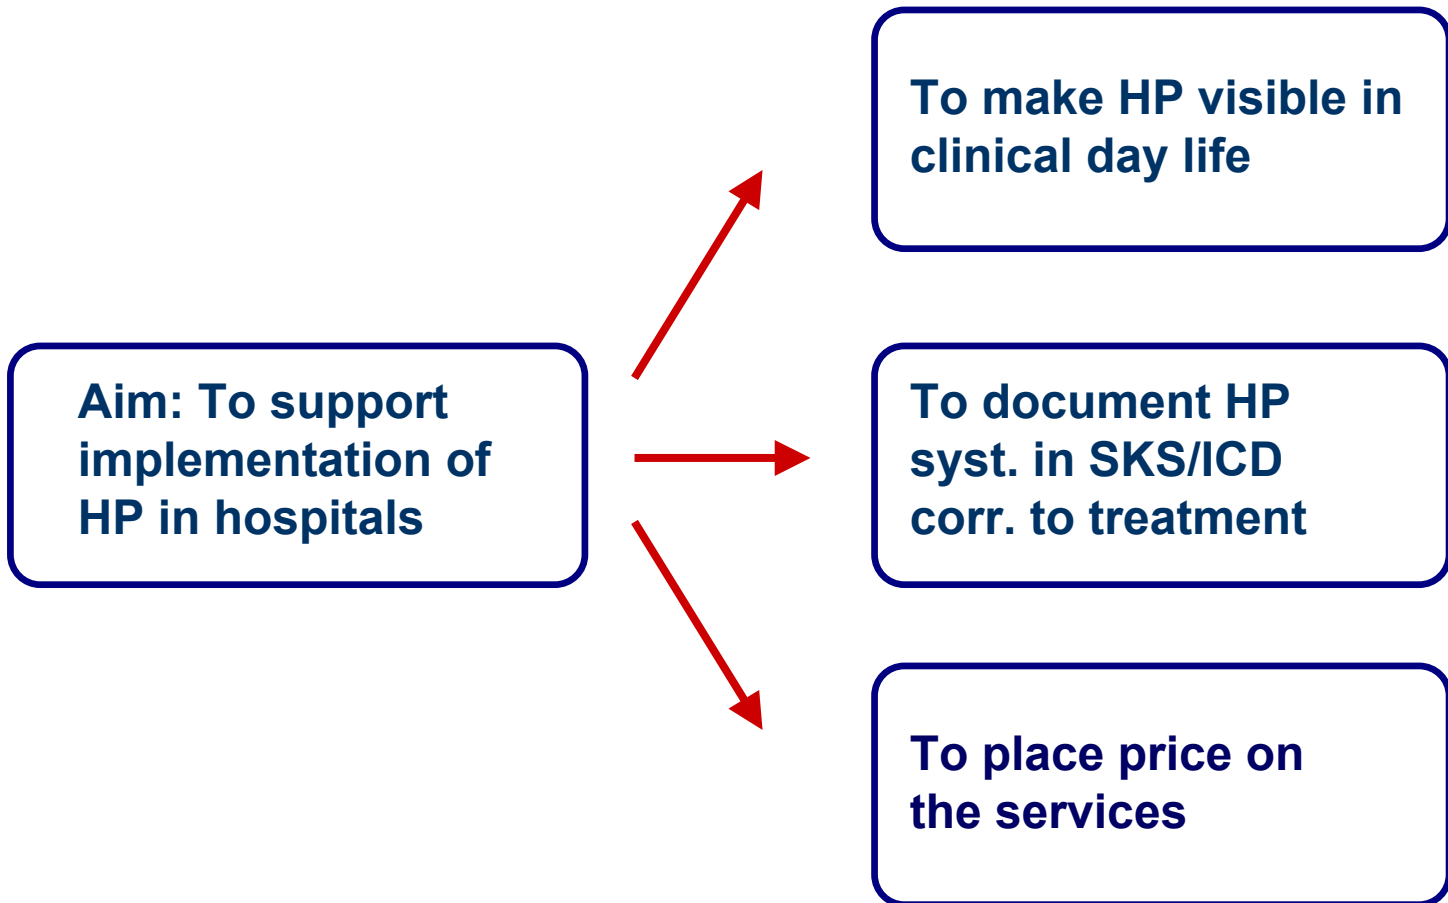 To make HP visible in
clinical day life
Aim: To support
implementation of
HP in hospitals
To document HP
syst. in SKS/ICD
corr. to treatment
To place price on
the services